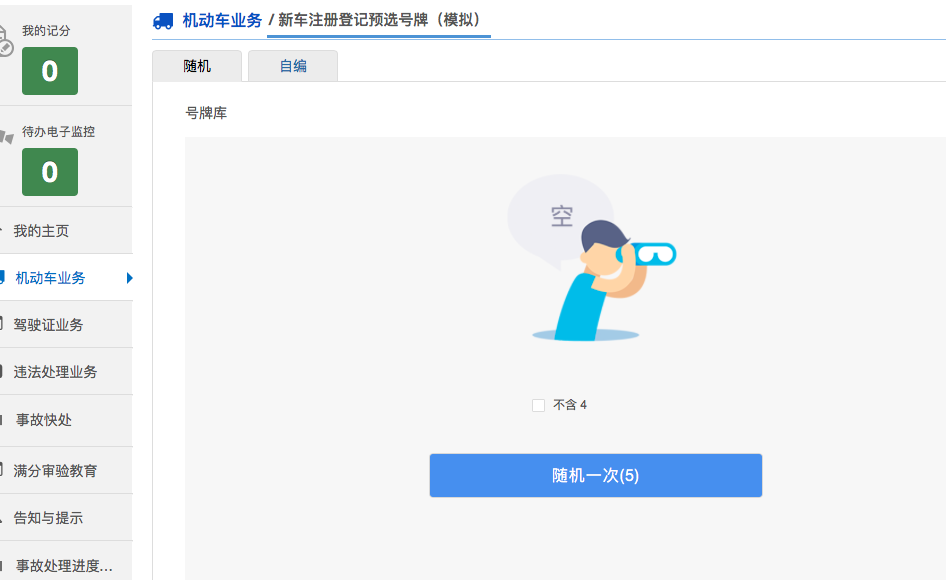 我的记分
0
待办电子监控
0
我的主页
机动车业务
驾驶证业务
违法处理业务
事故快处
满分审验教育
告知与提示
事故处理进度...
机动车业务 / 新车注册登记预选号牌（模拟）
随机 自编
号牌库
空
不含 4
随机一次(5)